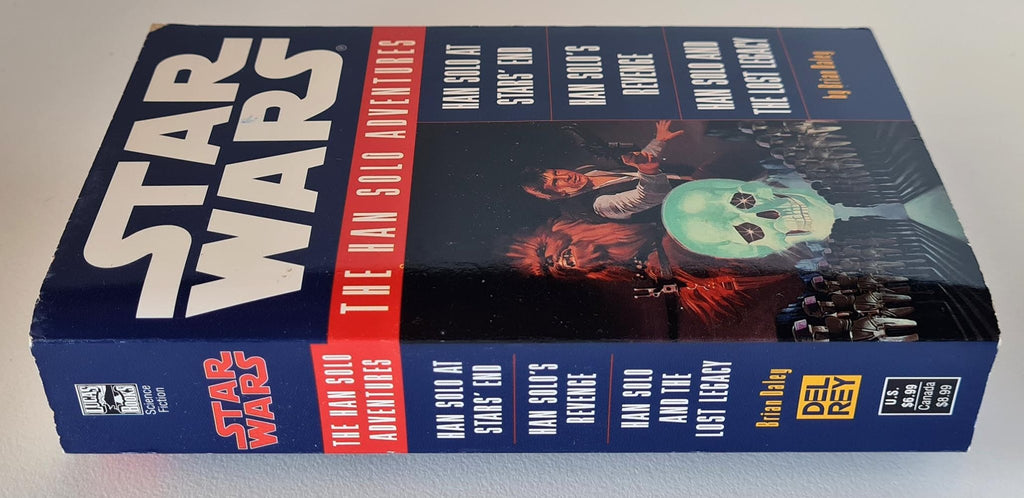 STAR
WARS®
THE HAN SOLO ADVENTURES
HAN SOLO AT
STARS' END
HAN SOLO'S
REVENGE
HAN SOLO AND
THE LOST LEGACY
by Brian Daley
LUCAS
BOOKS
Science
Fiction
STAR
WARS
THE HAN SOLO
ADVENTURES
HAN SOLO AT
STARS' END
HAN SOLO'S
REVENGE
HAN SOLO
AND THE
LOST LEGACY
Brian Daley
DEL
REY
U.S.
$6.99
Canada
$8.99